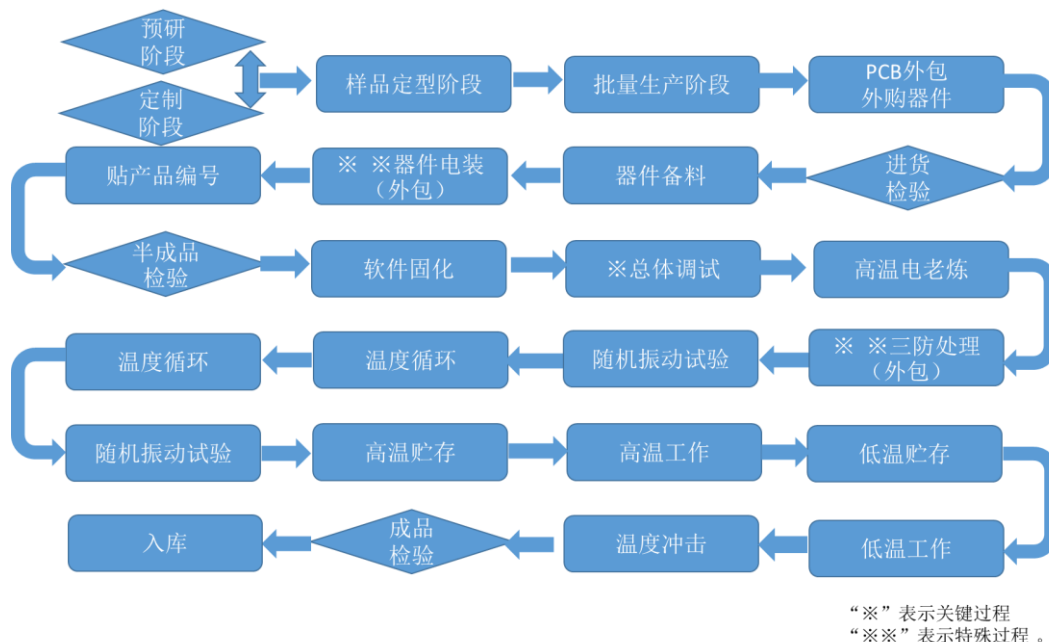 预研
阶段
定制
阶段
样品定型阶段
批量生产阶段
PCB外包
外购器件
进货
检验
器件备料
※ ※器件电装
（外包）
贴产品编号
半成品
检验
软件固化
※总体调试
高温电老炼
※ ※三防处理
（外包）
随机振动试验
温度循环
温度循环
随机振动试验
高温贮存
高温工作
低温贮存
低温工作
温度冲击
成品
检验
入库
“※”表示关键过程
“※※”表示特殊过程 。